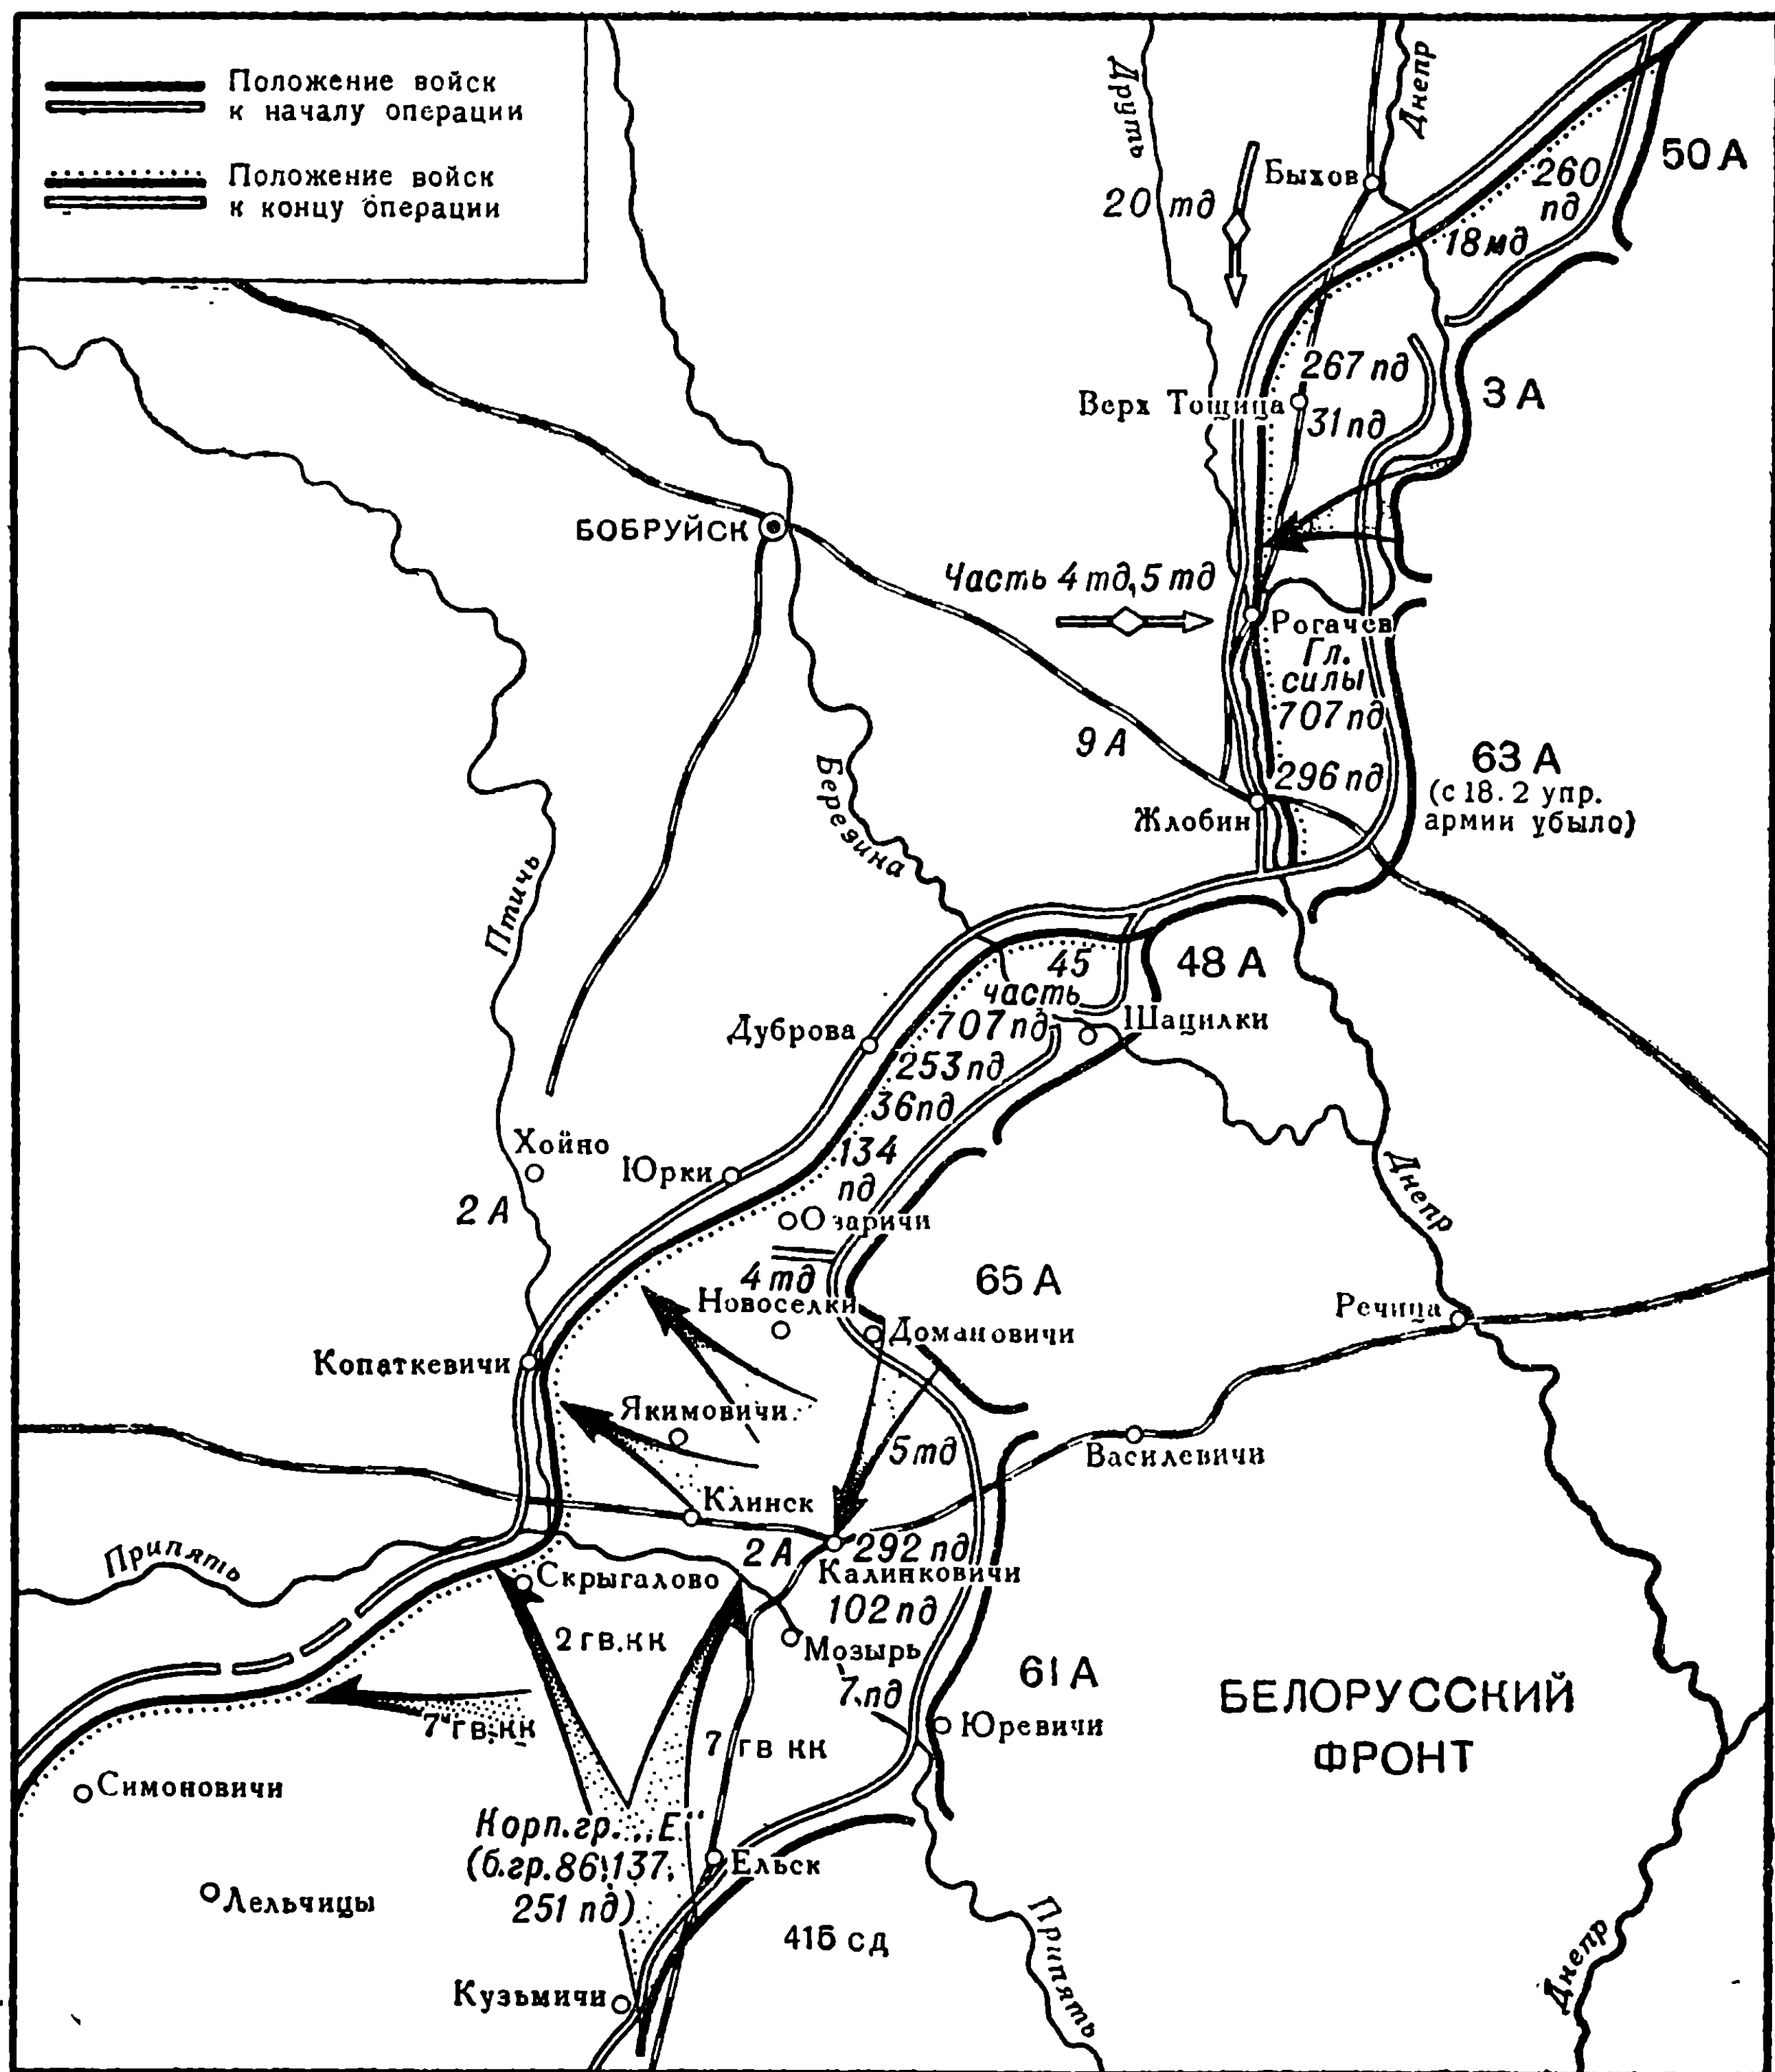 Положение войск
к началу операции
Положение войск
к концу операции
Друть
Днепр
50 А
260
пд
Быхов
20 тд
18 мд
267 пд
3 А
Верх Тощица
31 пд
БОБРУЙСК
Часть 4 тд, 5 тд
Рогачев
Гл.
силы
707 пд
9 А
63 А
(с 18.2 упр.
армии убыло)
296 пд
Жлобин
Березина
Птичь
45
часть
707 пд
48 А
Шацилки
Дуброва
253 пд
36 пд
134
пд
Хойно
Юрки
2 А
Озаричи
Днепр
4 тд
Новоселки
65 А
Домановичи
Речица
Копаткевичи
Якимовичи
5 тд
Василевичи
Клинск
2 А
292 пд
Калинковичи
Припять
Скрыгалово
102 пд
2 гв.кк
Мозырь
7 пд
61 А
БЕЛОРУССКИЙ
ФРОНТ
7 гв.кк
7 гв кк
Юревичи
Симоновичи
Корп.гр. „Е"
(б.гр. 86, 137,
251 пд)
Ельск
Лельчицы
415 сд
Припять
Днепр
Кузьмичи